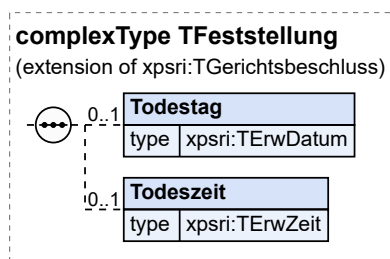 complexType TFeststellung
(extension of xpsri:TGerichtsbeschluss)
0..1 Todestag
type xpsri:TErwDatum
0..1 Todeszeit
type xpsri:TErwZeit